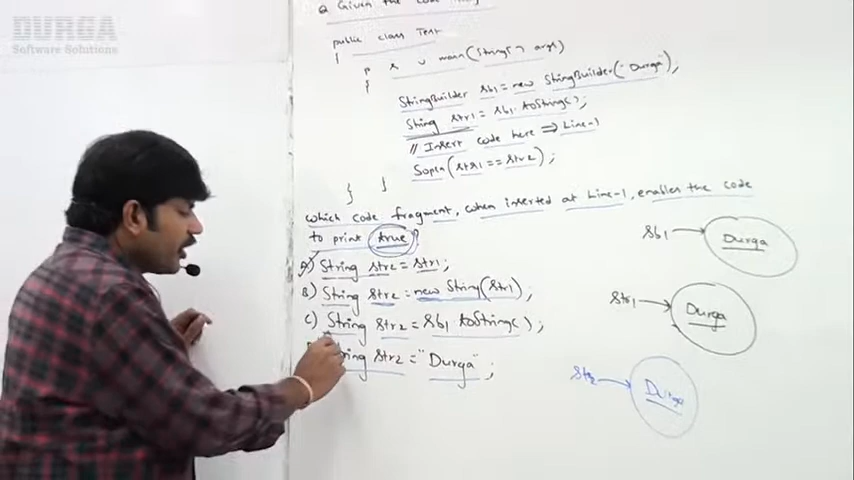 DURGA
Software Solutions
Q Given the code
public class Test
{
p s v main(String[] args)
{
StringBuilder sb1 = new StringBuilder("Durga");
String str1 = sb1.toString();
// Insert code here ⇒ Line-1
Sopln(str1 == str2);
}
}
which code fragment, when inserted at Line-1, enables the code
to print true?
A) String str2 = str1;
B) String str2 = new String(str1);
C) String str2 = sb1 toString();
String str2 = "Durga";
sb1 → Durga
str1 → Durga
str2 → Durga